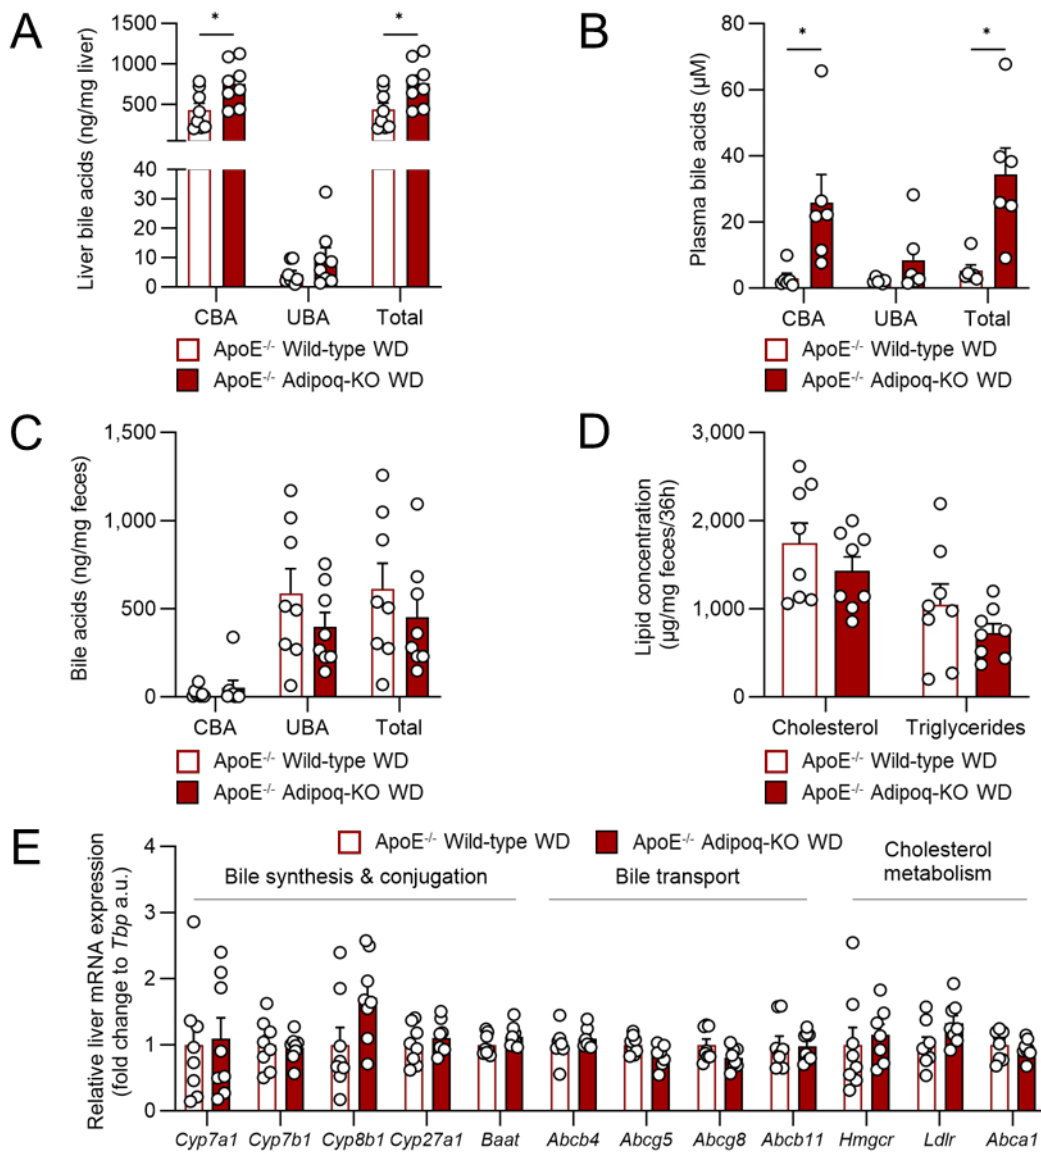 A
Liver bile acids (ng/mg liver)
1500
1000
500
40
30
20
10
0
*
*
CBA
UBA
Total
ApoE⁻/⁻ Wild-type WD
ApoE⁻/⁻ Adipoq-KO WD
B
Plasma bile acids (µM)
80
60
40
20
0
*
*
CBA
UBA
Total
ApoE⁻/⁻ Wild-type WD
ApoE⁻/⁻ Adipoq-KO WD
C
Bile acids (ng/mg feces)
1,500
1,000
500
0
CBA
UBA
Total
ApoE⁻/⁻ Wild-type WD
ApoE⁻/⁻ Adipoq-KO WD
D
Lipid concentration
(µg/mg feces/36h)
3,000
2,000
1,000
0
Cholesterol
Triglycerides
ApoE⁻/⁻ Wild-type WD
ApoE⁻/⁻ Adipoq-KO WD
E
ApoE⁻/⁻ Wild-type WD
ApoE⁻/⁻ Adipoq-KO WD
Relative liver mRNA expression
(fold change to Tbp a.u.)
4
3
2
1
0
Bile synthesis & conjugation
Bile transport
Cholesterol
metabolism
Cyp7a1
Cyp7b1
Cyp8b1
Cyp27a1
Baat
Abcb4
Abcg5
Abcg8
Abcb11
Hmgcr
Ldlr
Abca1